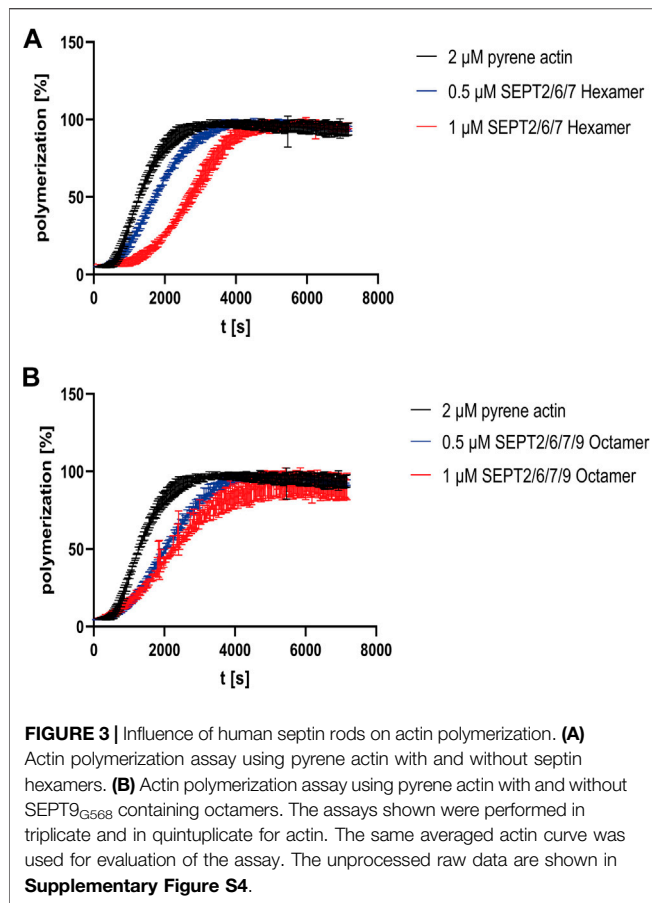 A
150
100
50
0
polymerization [%]
0 2000 4000 6000 8000
t [s]
2 µM pyrene actin
0.5 µM SEPT2/6/7 Hexamer
1 µM SEPT2/6/7 Hexamer
B
150
100
50
0
polymerization [%]
0 2000 4000 6000 8000
t [s]
2 µM pyrene actin
0.5 µM SEPT2/6/7/9 Octamer
1 µM SEPT2/6/7/9 Octamer
FIGURE 3 | Influence of human septin rods on actin polymerization. (A)
Actin polymerization assay using pyrene actin with and without septin
hexamers. (B) Actin polymerization assay using pyrene actin with and without
SEPT9G568 containing octamers. The assays shown were performed in
triplicate and in quintuplicate for actin. The same averaged actin curve was
used for evaluation of the assay. The unprocessed raw data are shown in
Supplementary Figure S4.